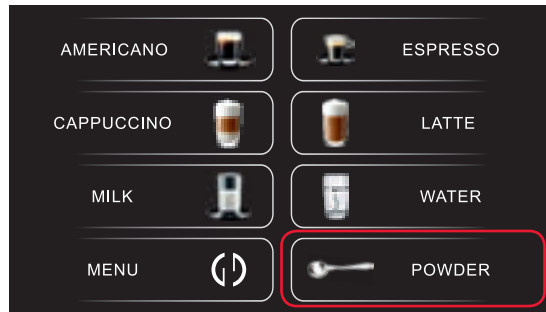 AMERICANO
ESPRESSO
CAPPUCCINO
LATTE
MILK
WATER
MENU
POWDER